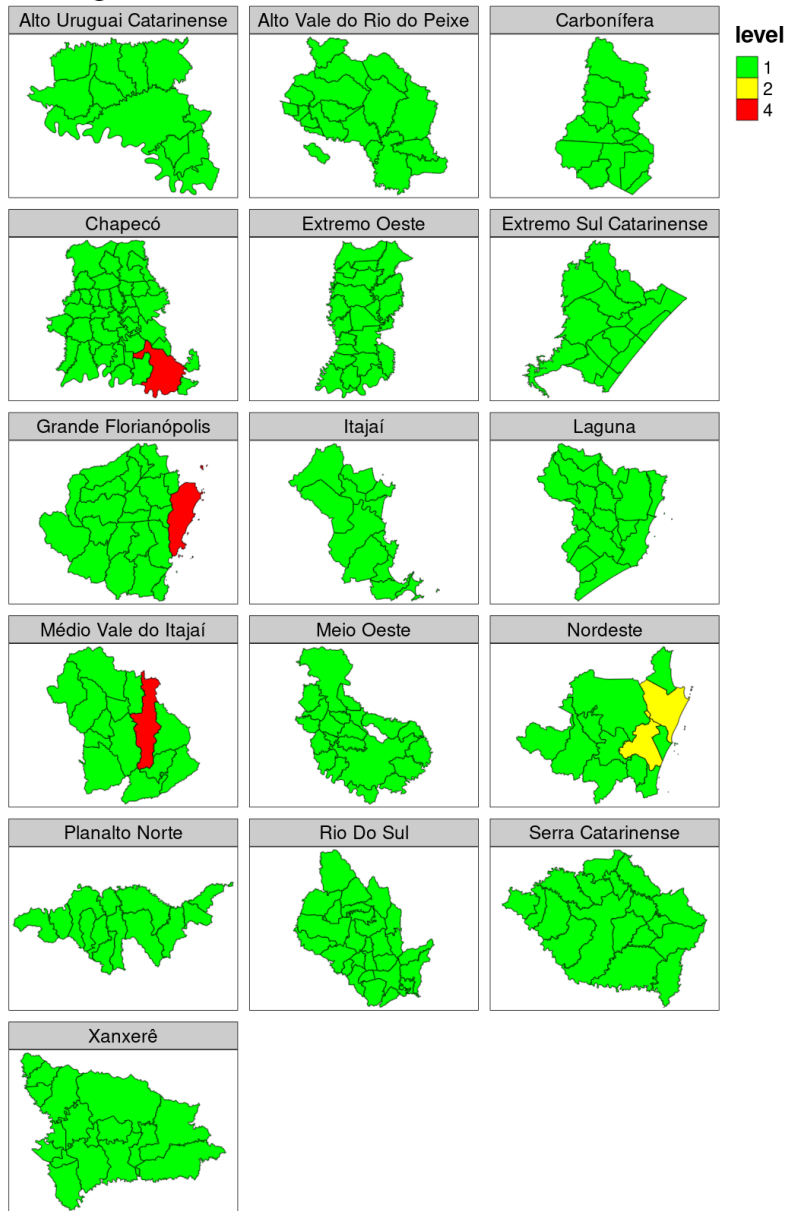 Alto Uruguai Catarinense
Alto Vale do Rio do Peixe
Carbonífera
level
1
2
4
Chapecó
Extremo Oeste
Extremo Sul Catarinense
Grande Florianópolis
Itajaí
Laguna
Médio Vale do Itajaí
Meio Oeste
Nordeste
Planalto Norte
Rio Do Sul
Serra Catarinense
Xanxerê